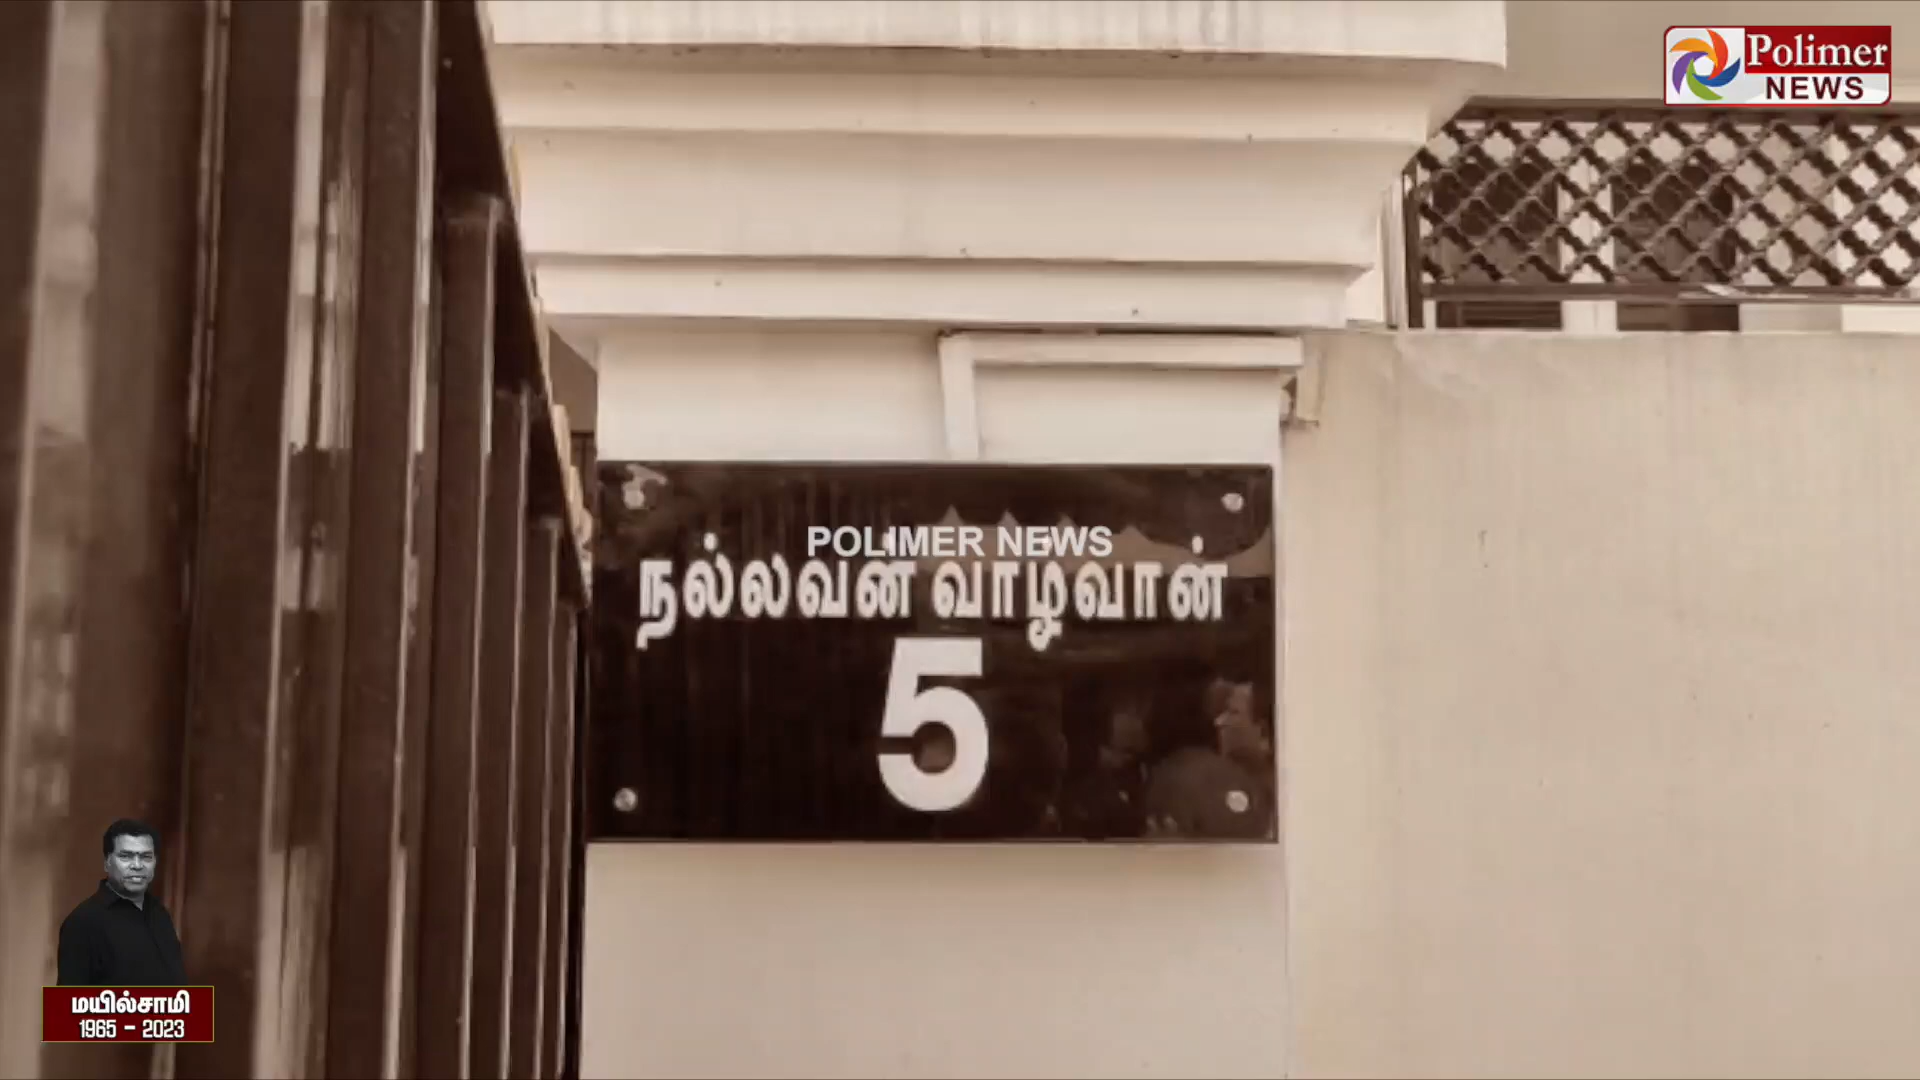 Polimer
NEWS
POLIMER NEWS
நல்லவன் வாழ்வான்
5
மயில்சாமி
1965 - 2023